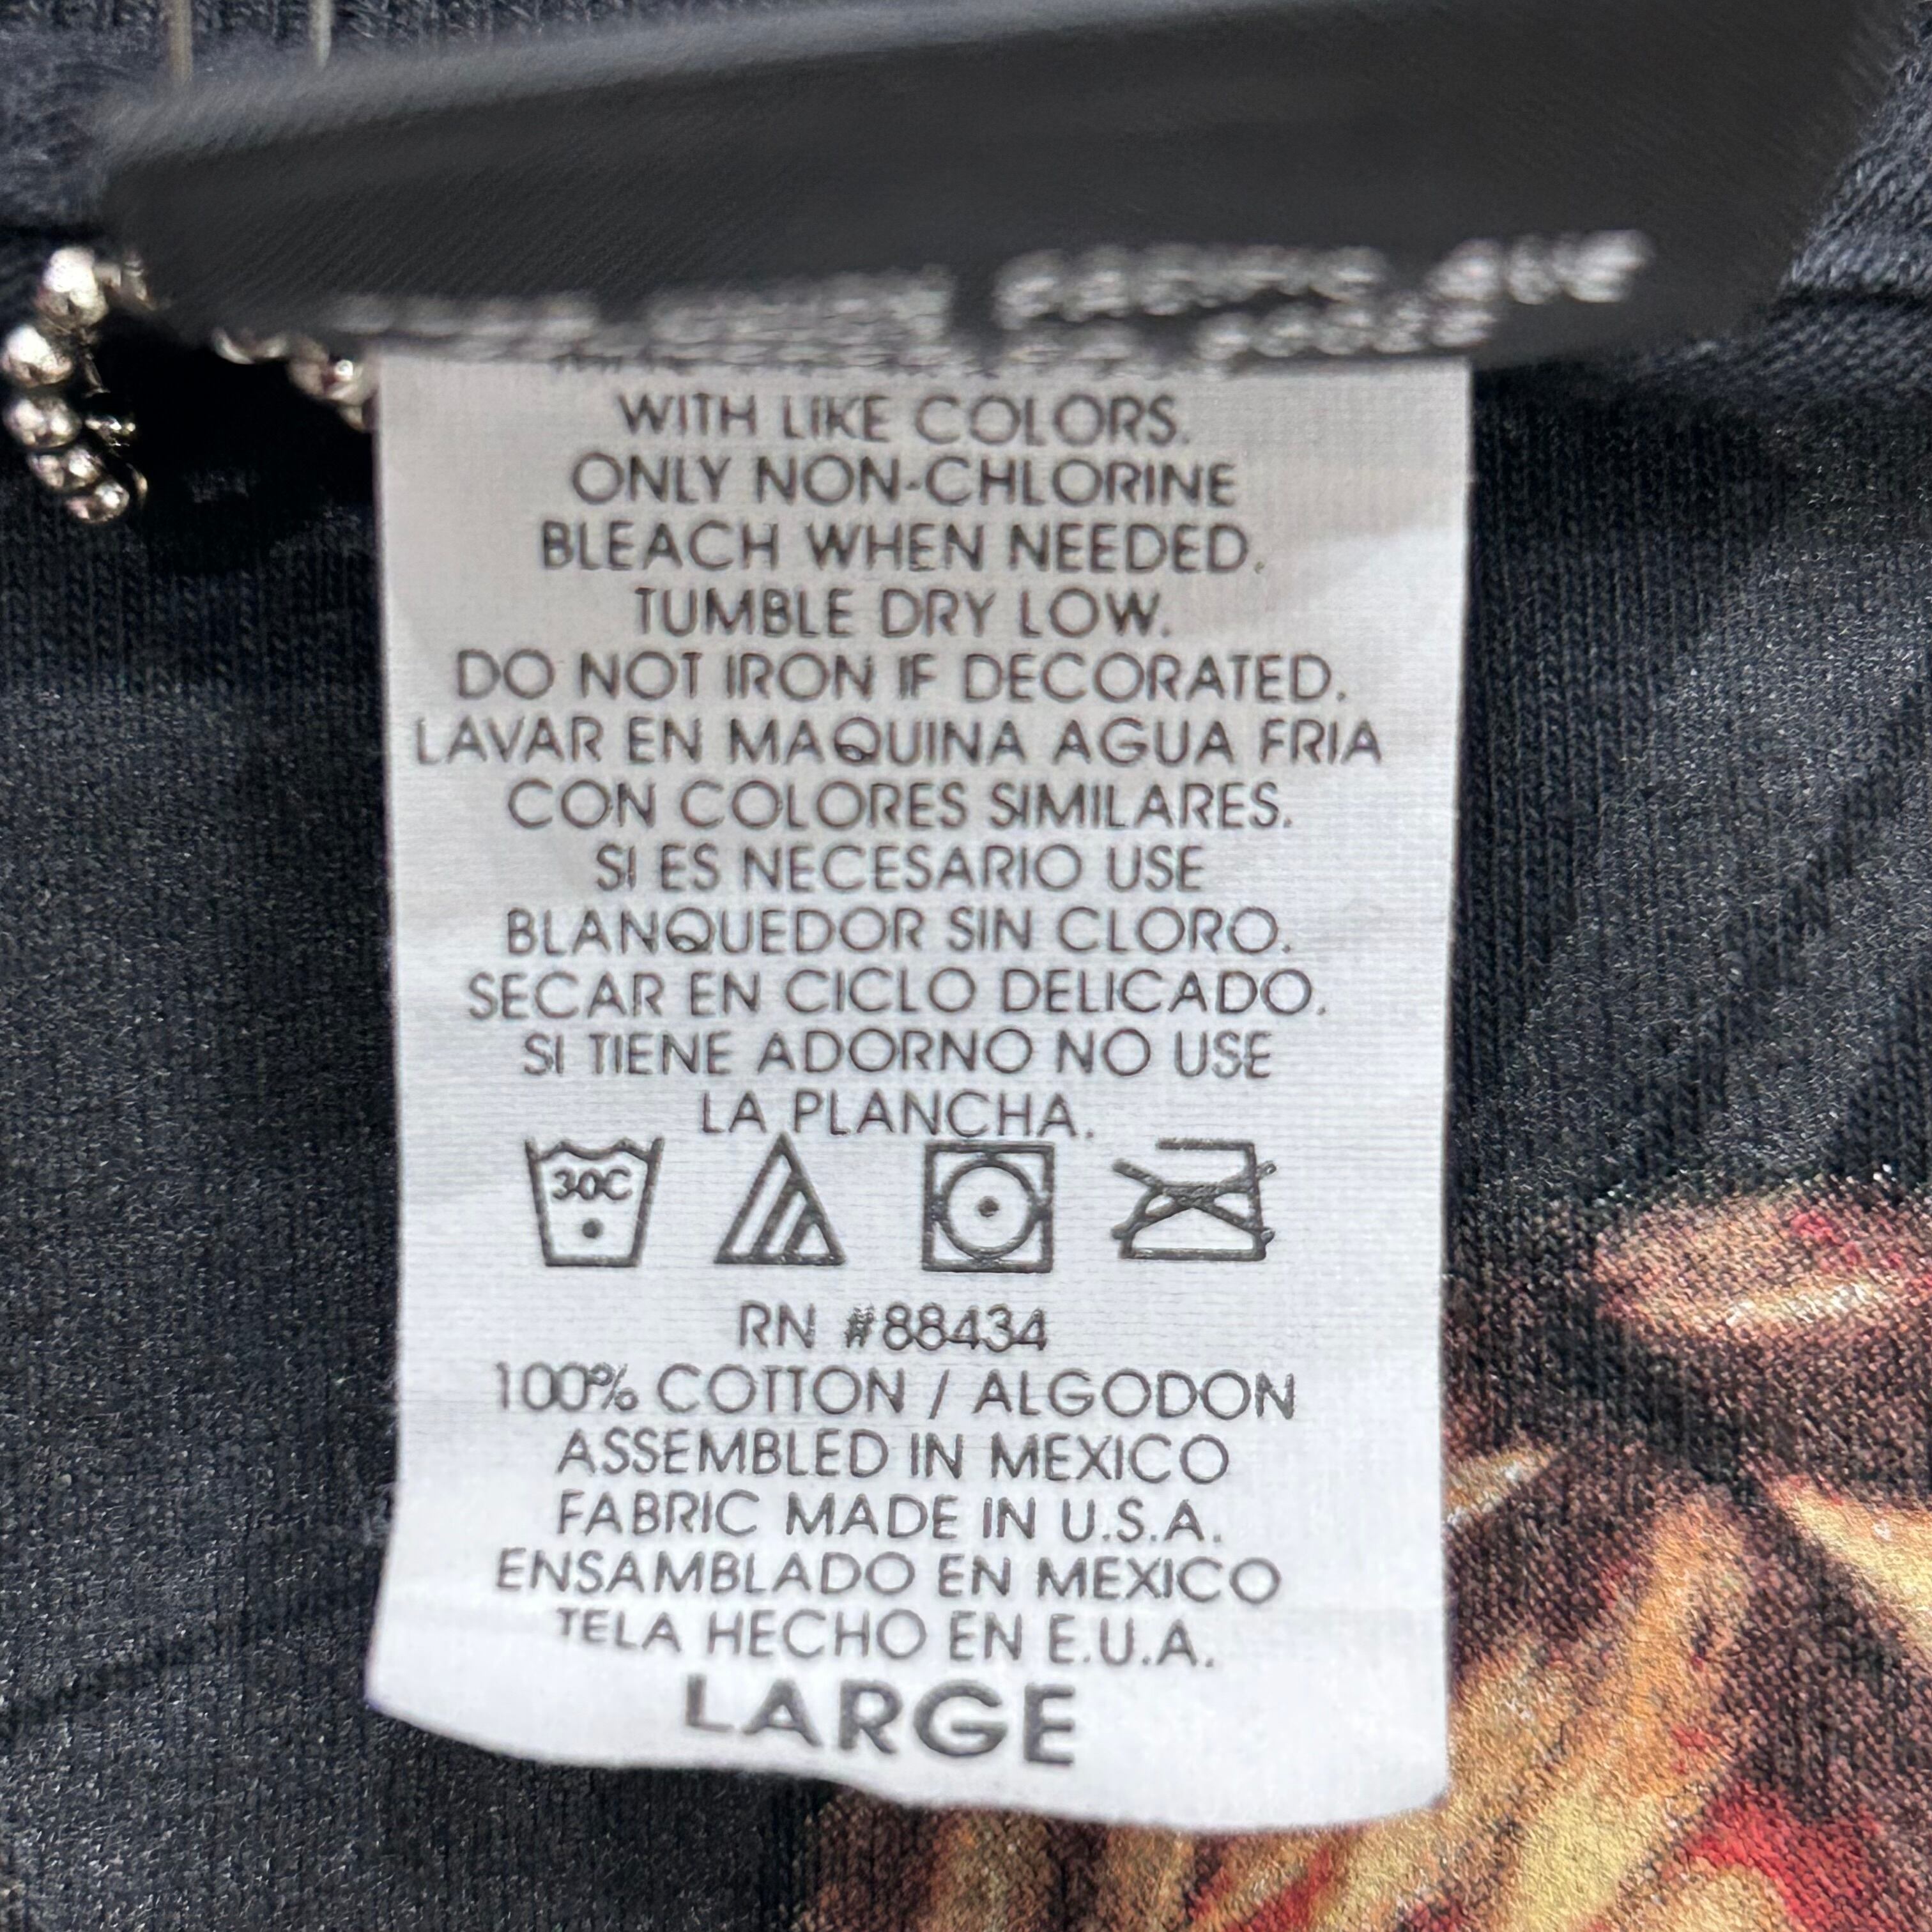 WITH LIKE COLORS.
ONLY NON-CHLORINE
BLEACH WHEN NEEDED.
TUMBLE DRY LOW.
DO NOT IRON IF DECORATED.
LAVAR EN MAQUINA AGUA FRIA
CON COLORES SIMILARES.
SI ES NECESARIO USE
BLANQUEDOR SIN CLORO.
SECAR EN CICLO DELICADO.
SI TIENE ADORNO NO USE
LA PLANCHA.
30C
RN #88434
100% COTTON / ALGODON
ASSEMBLED IN MEXICO
FABRIC MADE IN U.S.A.
ENSAMBLADO EN MEXICO
TELA HECHO EN E.U.A.
LARGE